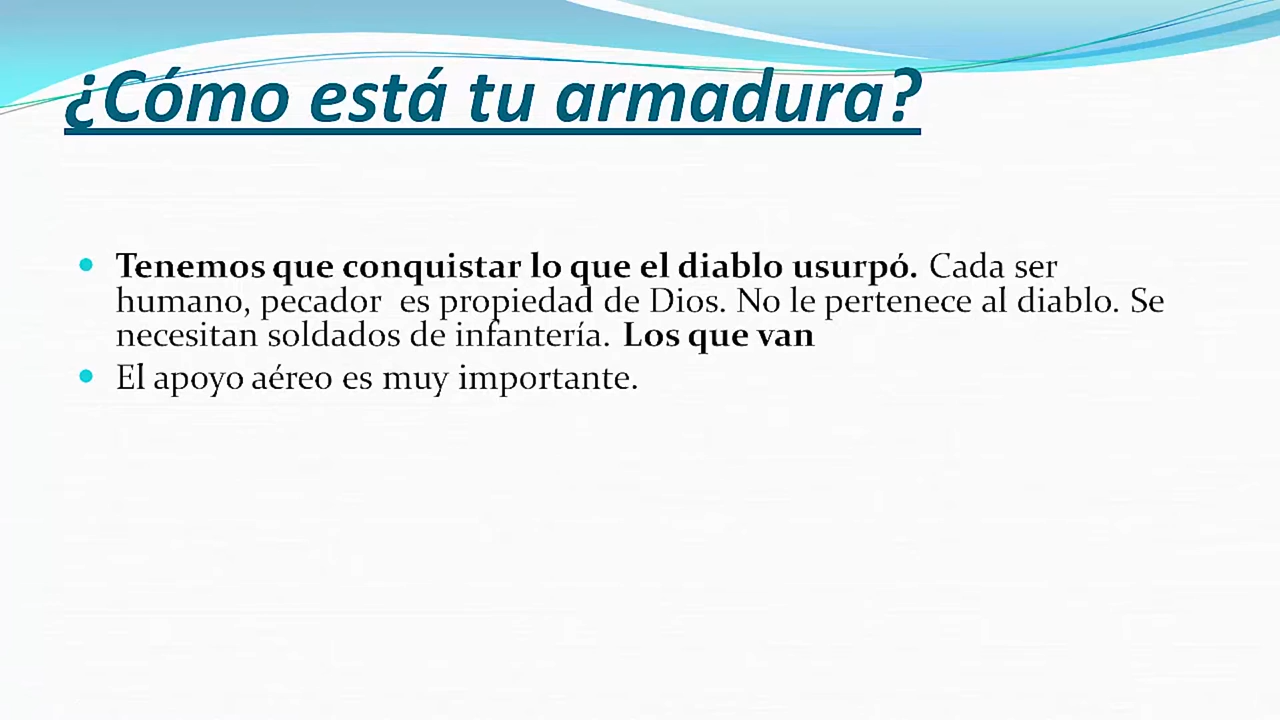 ¿Cómo está tu armadura?
Tenemos que conquistar lo que el diablo usurpó. Cada ser
humano, pecador  es propiedad de Dios. No le pertenece al diablo. Se
necesitan soldados de infantería. Los que van
El apoyo aéreo es muy importante.